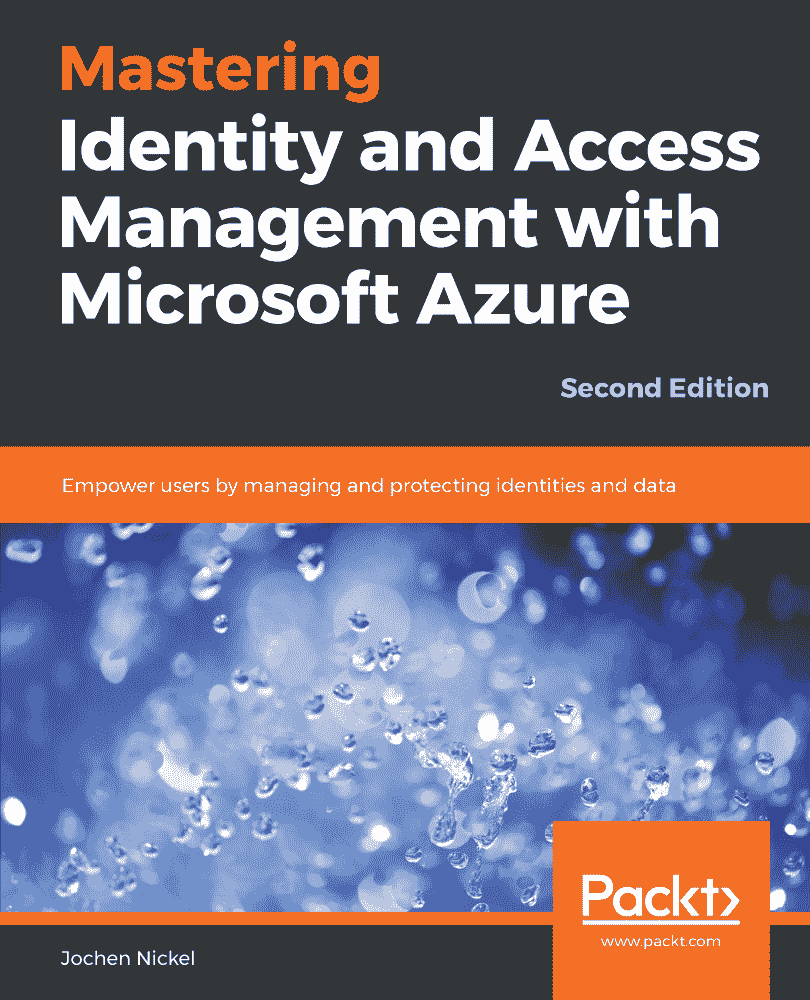 Mastering
Identity and Access
Management with
Microsoft Azure
Second Edition
Empower users by managing and protecting identities and data
Packt>
www.packt.com
Jochen Nickel